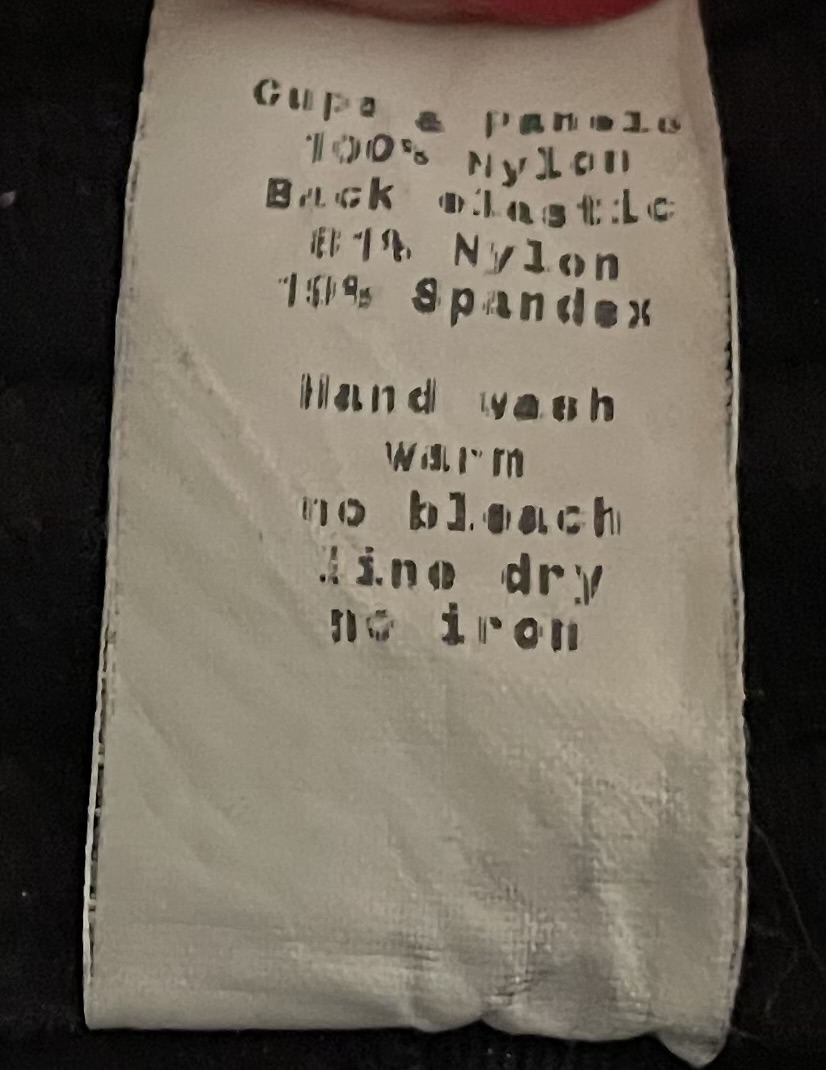 Cups & panels
100% Nylon
Back elastic
81% Nylon
19% Spandex
Hand wash
warm
no bleach
line dry
no iron